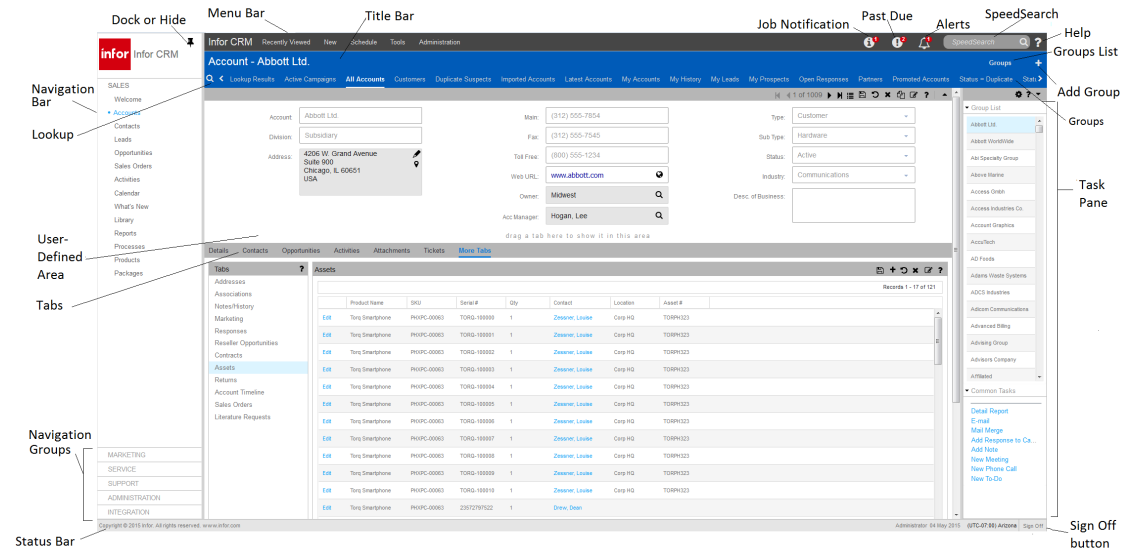 Dock or Hide
Menu Bar
Title Bar
Job Notification
Past Due
Alerts
SpeedSearch
Help
Groups List
Add Group
Groups
Task
Pane
Sign Off
button
Navigation
Bar
Lookup
User-
Defined
Area
Tabs
Navigation
Groups
Status Bar
infor Infor CRM
Infor CRM Recently Viewed New Schedule Tools Administration
SpeedSearch
Account - Abbott Ltd.
Groups
Lookup Results Active Campaigns All Accounts Customers Duplicate Suspects Imported Accounts Latest Accounts My Accounts My History My Leads My Prospects Open Responses Partners Promoted Accounts Status = Duplicate
1 of 1009
SALES
Welcome
Accounts
Contacts
Leads
Opportunities
Sales Orders
Activities
Calendar
What's New
Library
Reports
Processes
Products
Packages
MARKETING
SERVICE
SUPPORT
ADMINISTRATION
INTEGRATION
Account: Abbott Ltd.
Division: Subsidiary
Address: 4206 W. Grand Avenue
Suite 900
Chicago, IL 60651
USA
Main: (312) 555-7854
Fax: (312) 555-7545
Toll Free: (800) 555-1234
Web URL: www.abbott.com
Owner: Midwest
Acc Manager: Hogan, Lee
Type: Customer
Sub Type: Hardware
Status: Active
Industry: Communications
Desc. of Business:
drag a tab here to show it in this area
Details Contacts Opportunities Activities Attachments Tickets More Tabs
Tabs ?
Addresses
Associations
Notes/History
Marketing
Responses
Reseller Opportunities
Contracts
Assets
Returns
Account Timeline
Sales Orders
Literature Requests
Assets
Records 1 - 17 of 121
Product Name SKU Serial # Qty Contact Location Asset #
Edit Torq Smartphone PHXPC-00063 TORQ-100000 1 Zessner, Louise Corp HQ TORPH323
Edit Torq Smartphone PHXPC-00063 TORQ-100001 1 Zessner, Louise Corp HQ TORPH323
Edit Torq Smartphone PHXPC-00063 TORQ-100002 1 Zessner, Louise Corp HQ TORPH323
Edit Torq Smartphone PHXPC-00063 TORQ-100003 1 Zessner, Louise Corp HQ TORPH323
Edit Torq Smartphone PHXPC-00063 TORQ-100004 1 Zessner, Louise Corp HQ TORPH323
Edit Torq Smartphone PHXPC-00063 TORQ-100005 1 Zessner, Louise Corp HQ TORPH323
Edit Torq Smartphone PHXPC-00063 TORQ-100006 1 Zessner, Louise Corp HQ TORPH323
Edit Torq Smartphone PHXPC-00063 TORQ-100007 1 Zessner, Louise Corp HQ TORPH323
Edit Torq Smartphone PHXPC-00063 TORQ-100008 1 Zessner, Louise Corp HQ TORPH323
Edit Torq Smartphone PHXPC-00063 TORQ-100009 1 Zessner, Louise Corp HQ TORPH323
Edit Torq Smartphone PHXPC-00063 TORQ-100010 1 Zessner, Louise Corp HQ TORPH323
Edit Torq Smartphone PHXPC-00063 23572797522 1 Drew, Dean
Group List
Abbott Ltd.
Abbott WorldWide
Abi Specialty Group
Above Marine
Access Gmbh
Access Industries Co.
Account Graphics
AccuTech
AD Foods
Adams Waste Systems
ADCS Industries
Adicom Communications
Advanced Billing
Advising Group
Advisors Company
Affiliated
Common Tasks
Detail Report
E-mail
Mail Merge
Add Response to Ca...
Add Note
New Meeting
New Phone Call
New To-Do
Copyright © 2015 Infor. All rights reserved. www.infor.com
Administrator 04 May 2015 (UTC-07:00) Arizona Sign Off